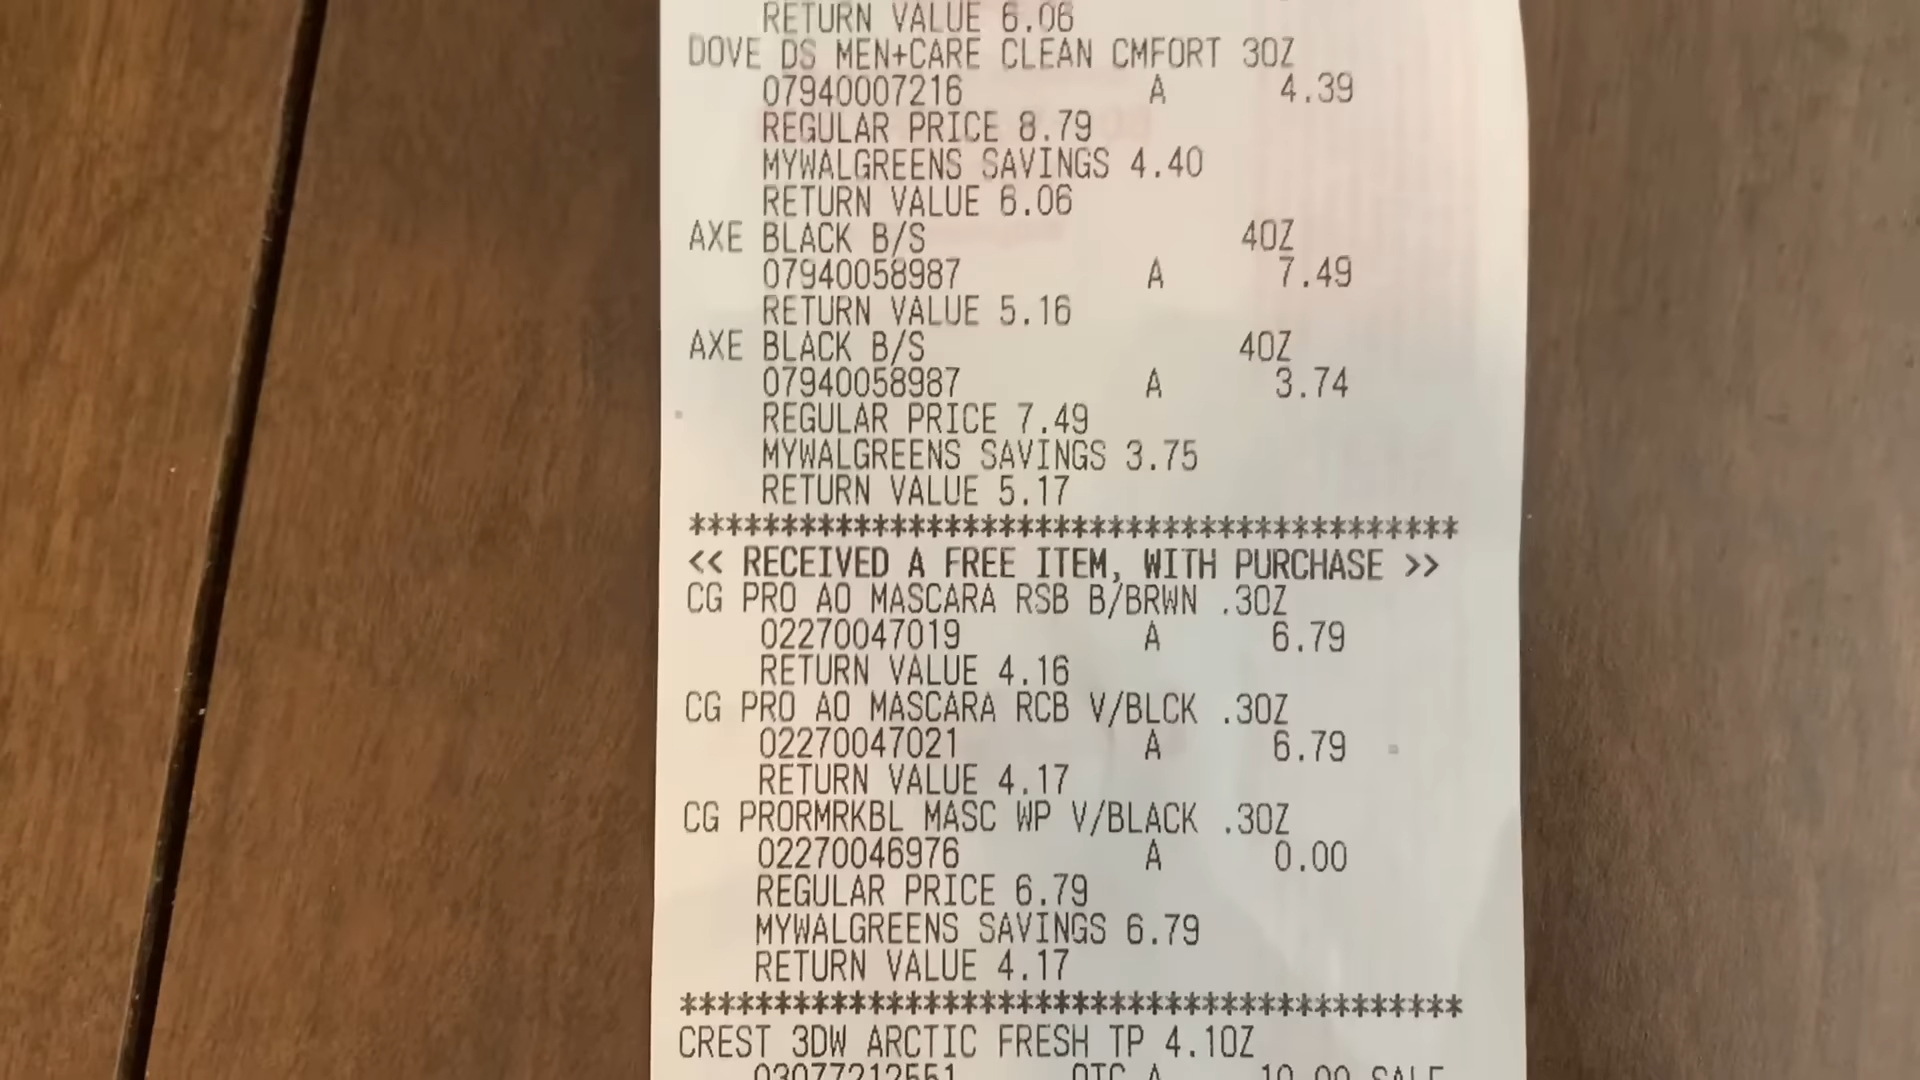 RETURN VALUE 6.06
DOVE DS MEN+CARE CLEAN CMFORT 3OZ
07940007216 A 4.39
REGULAR PRICE 8.79
MYWALGREENS SAVINGS 4.40
RETURN VALUE 6.06
AXE BLACK B/S 4OZ
07940058987 A 7.49
RETURN VALUE 5.16
AXE BLACK B/S 4OZ
07940058987 A 3.74
REGULAR PRICE 7.49
MYWALGREENS SAVINGS 3.75
RETURN VALUE 5.17
******************************************
<< RECEIVED A FREE ITEM, WITH PURCHASE >>
CG PRO AO MASCARA RSB B/BRWN .3OZ
02270047019 A 6.79
RETURN VALUE 4.16
CG PRO AO MASCARA RCB V/BLCK .3OZ
02270047021 A 6.79
RETURN VALUE 4.17
CG PRORMRKBL MASC WP V/BLACK .3OZ
02270046976 A 0.00
REGULAR PRICE 6.79
MYWALGREENS SAVINGS 6.79
RETURN VALUE 4.17
******************************************
CREST 3DW ARCTIC FRESH TP 4.1OZ
03077212551 QTC A 10.00 SALE